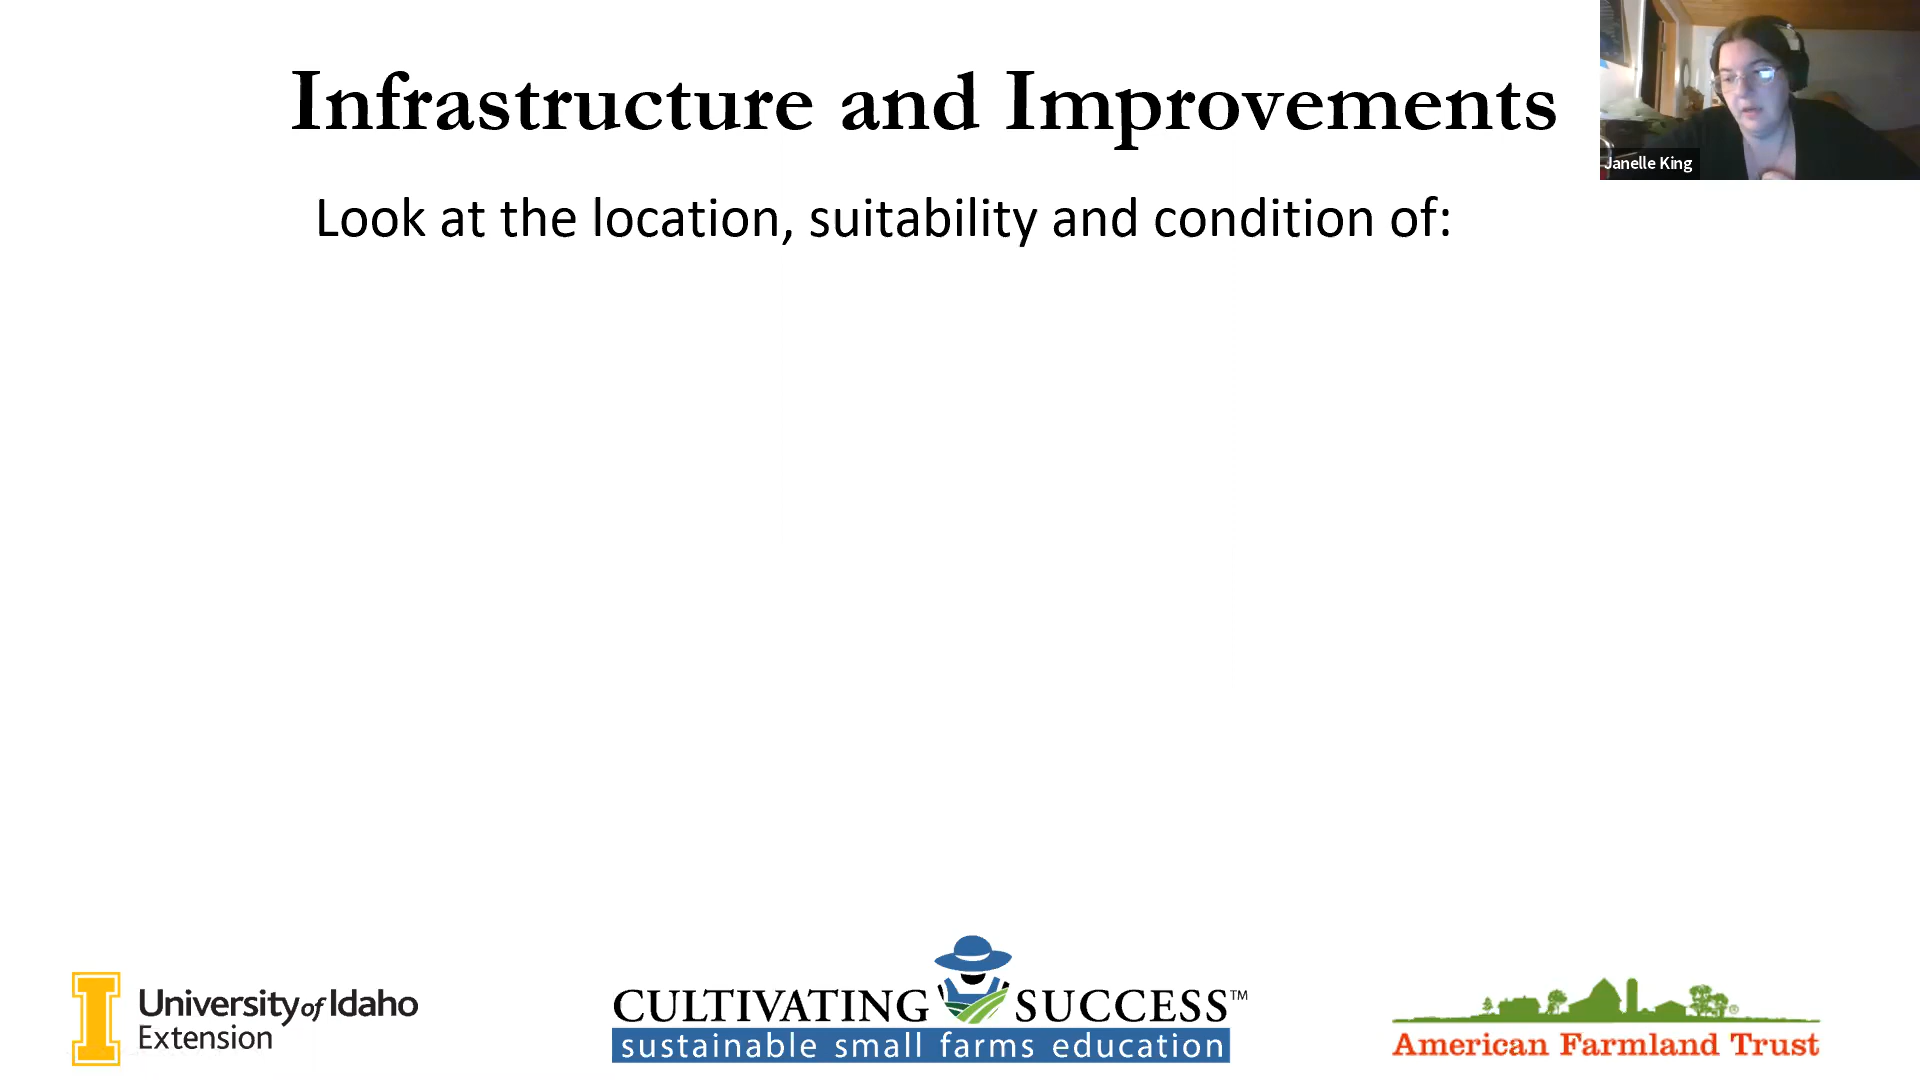 Infrastructure and Improvements
Janelle King
Look at the location, suitability and condition of:
University of Idaho
Extension
CULTIVATING SUCCESS™
sustainable small farms education
American Farmland Trust®